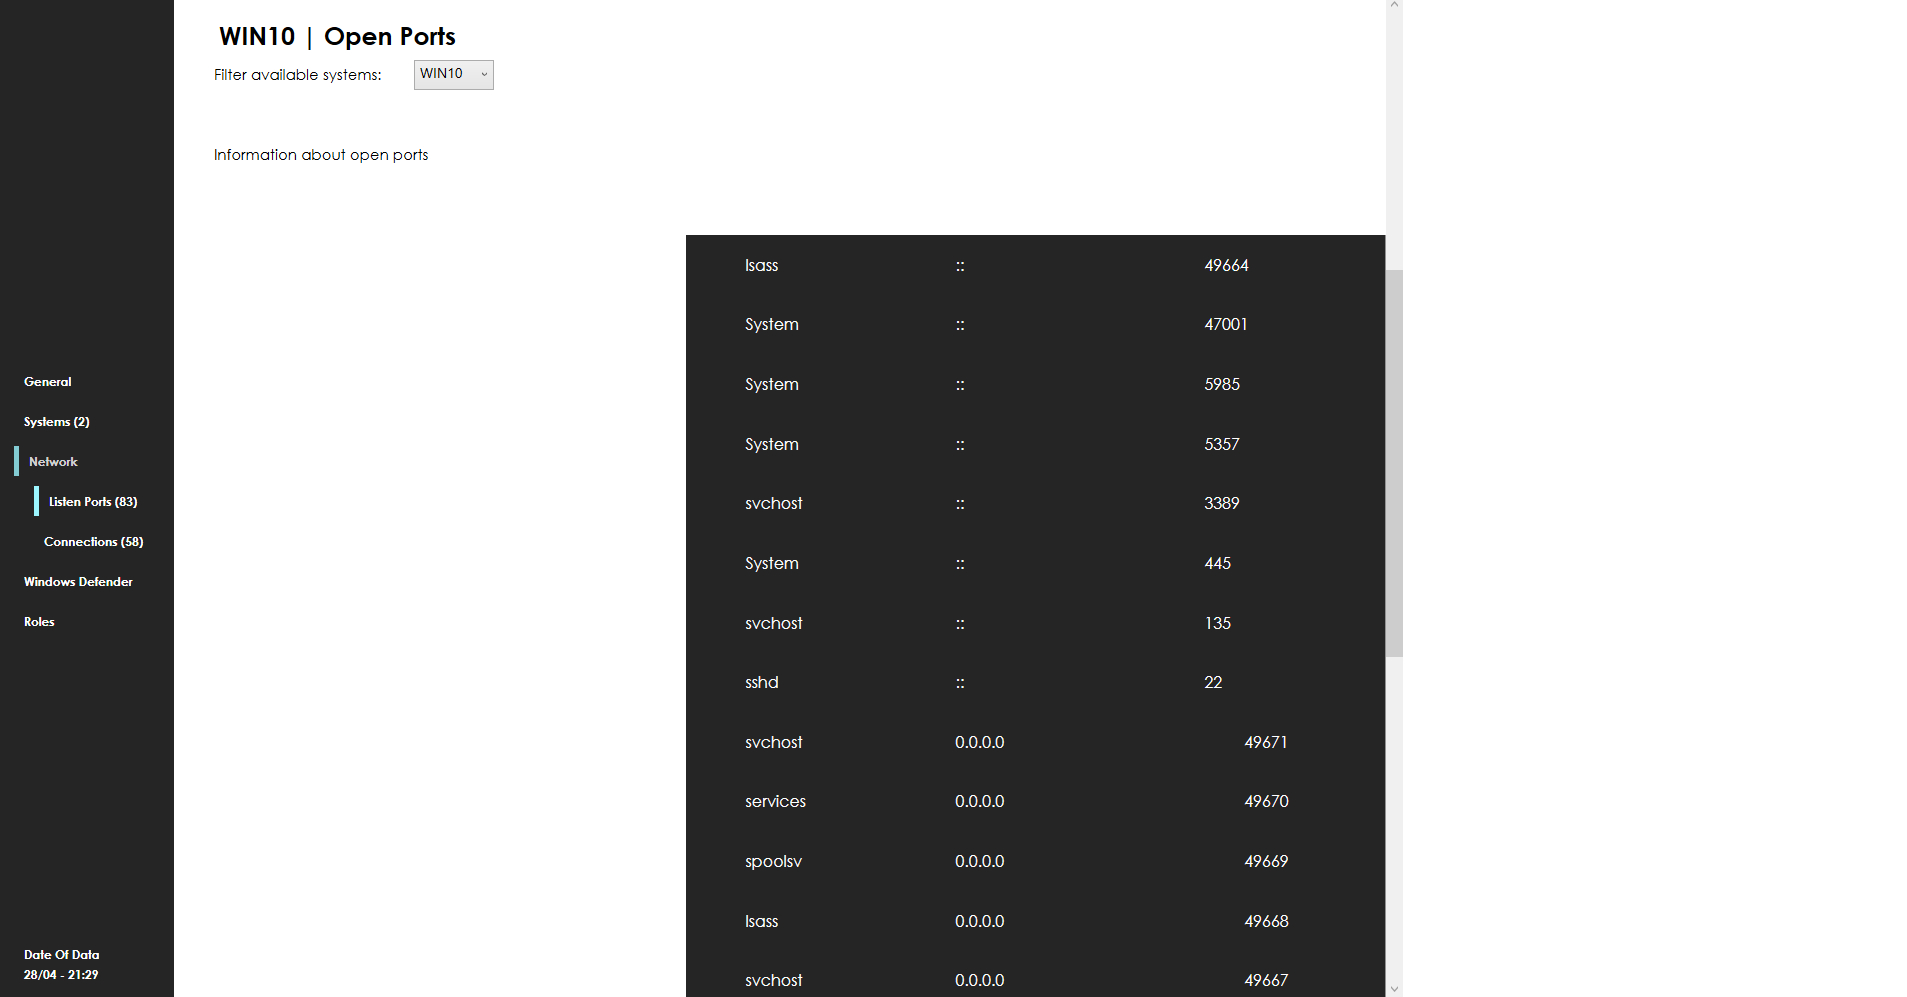 WIN10 | Open Ports
Filter available systems: WIN10
Information about open ports
General
Systems (2)
Network
Listen Ports (83)
Connections (58)
Windows Defender
Roles
Date Of Data
28/04 - 21:29
lsass :: 49664
System :: 47001
System :: 5985
System :: 5357
svchost :: 3389
System :: 445
svchost :: 135
sshd :: 22
svchost 0.0.0.0 49671
services 0.0.0.0 49670
spoolsv 0.0.0.0 49669
lsass 0.0.0.0 49668
svchost 0.0.0.0 49667